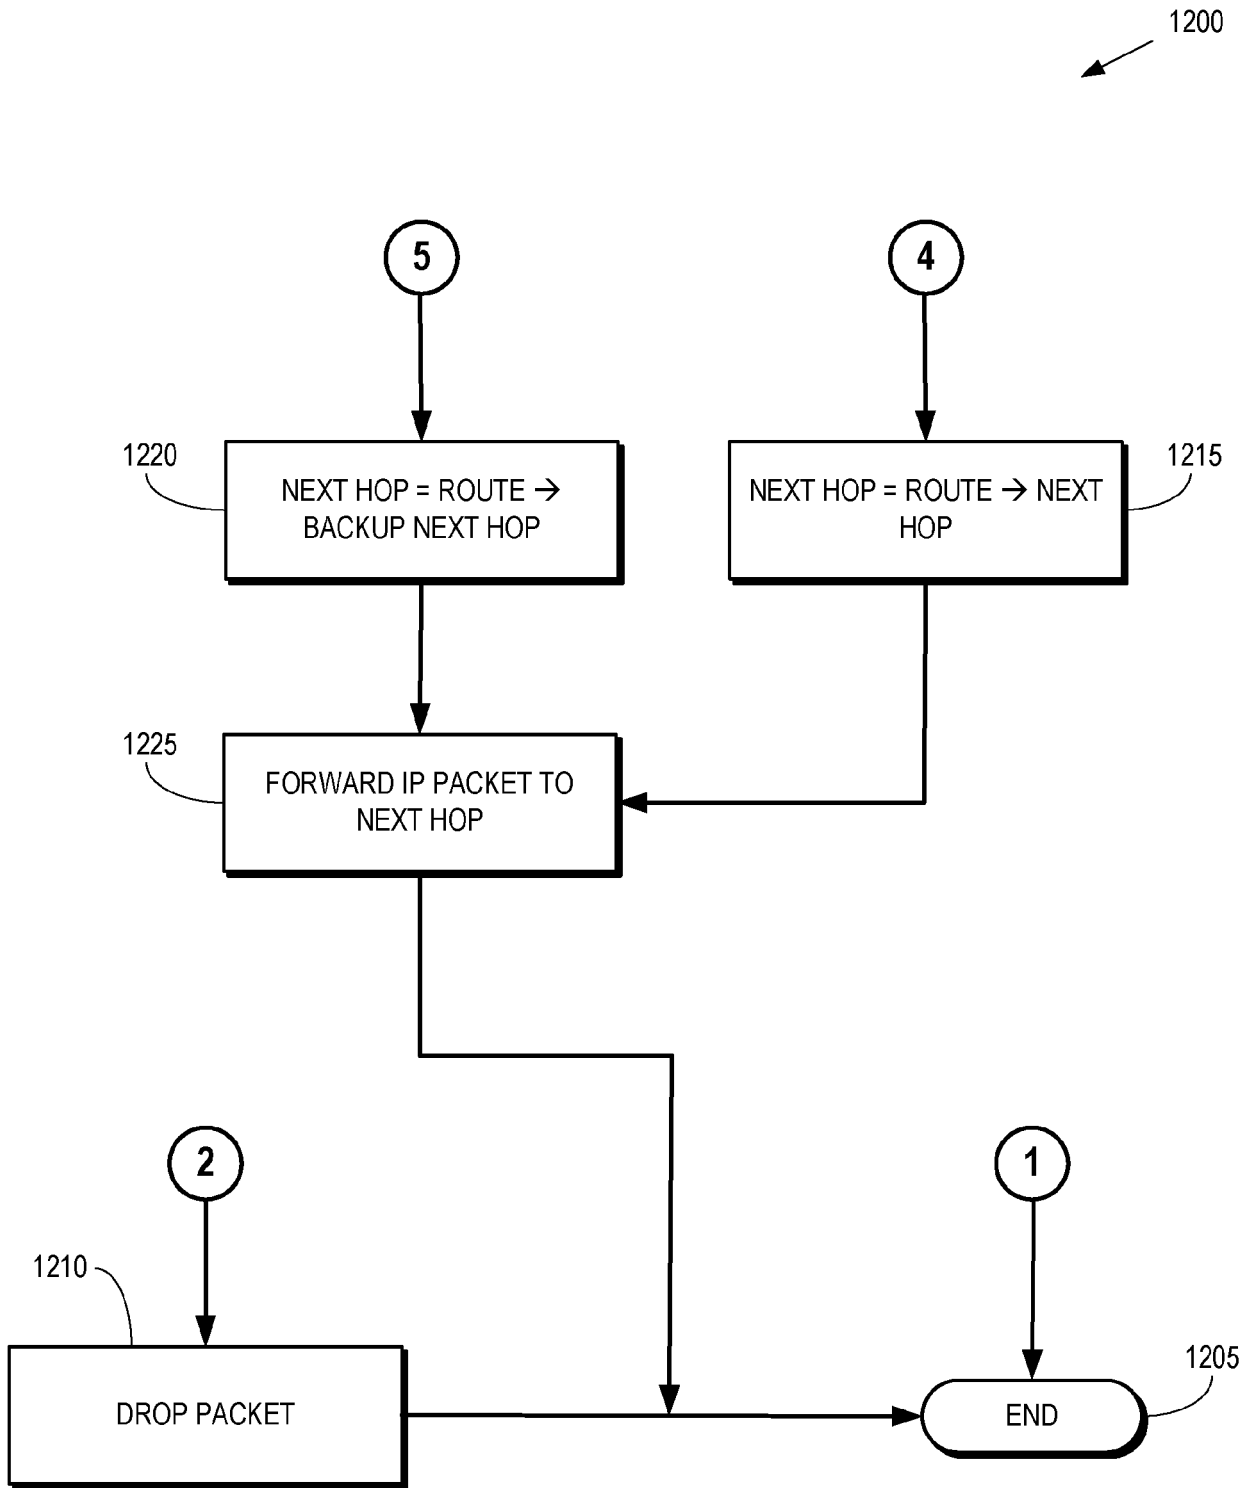 1200
5
4
1220
NEXT HOP = ROUTE →
BACKUP NEXT HOP
NEXT HOP = ROUTE → NEXT
HOP
1215
1225
FORWARD IP PACKET TO
NEXT HOP
2
1
1210
DROP PACKET
END
1205